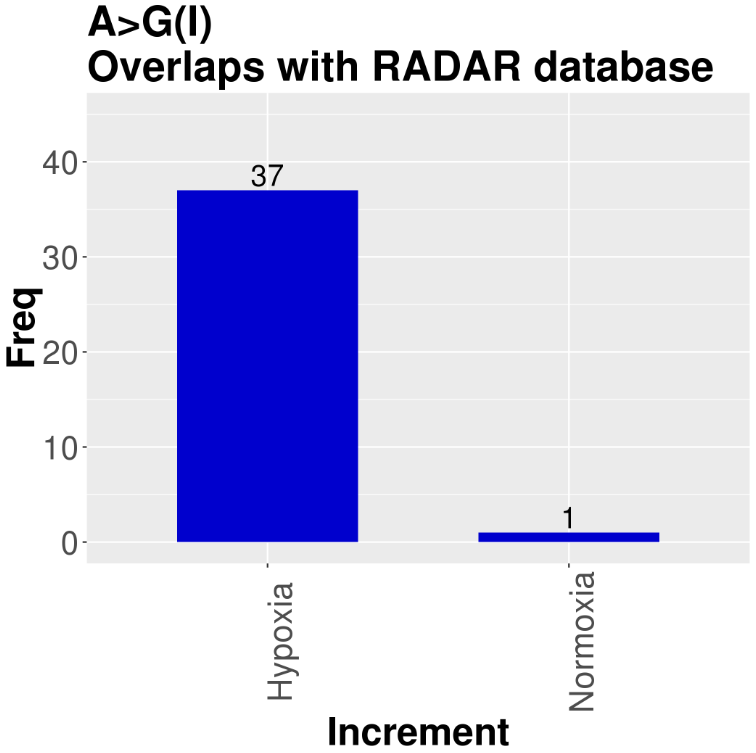 A>G(I)
Overlaps with RADAR database
Freq
40
30
20
10
0
37
1
Hypoxia
Normoxia
Increment